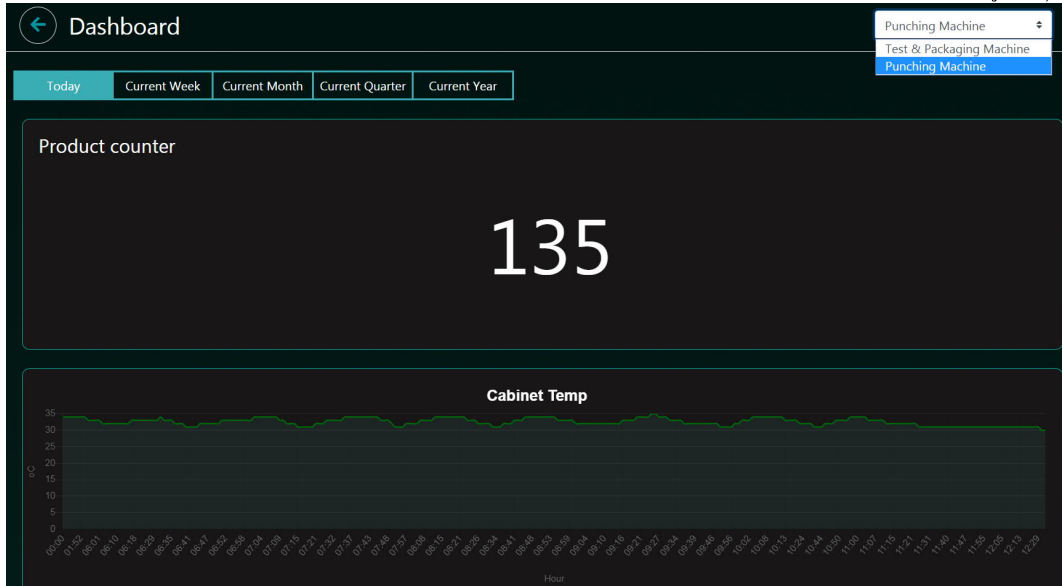 Dashboard
Punching Machine
Test & Packaging Machine
Punching Machine
Today
Current Week
Current Month
Current Quarter
Current Year
Product counter
135
Cabinet Temp
35
30
25
20
15
10
5
0
oC
00:00 01:52 06:01 06:10 06:18 06:29 06:35 06:41 06:47 06:52 06:58 07:04 07:09 07:15 07:21 07:32 07:37 07:43 07:48 07:57 08:08 08:15 08:21 08:26 08:34 08:41 08:48 08:53 08:59 09:04 09:10 09:16 09:21 09:27 09:34 09:39 09:46 09:56 10:02 10:08 10:13 10:24 10:44 10:50 11:00 11:07 11:15 11:21 11:31 11:40 11:47 11:55 12:05 12:13 12:29
Hour